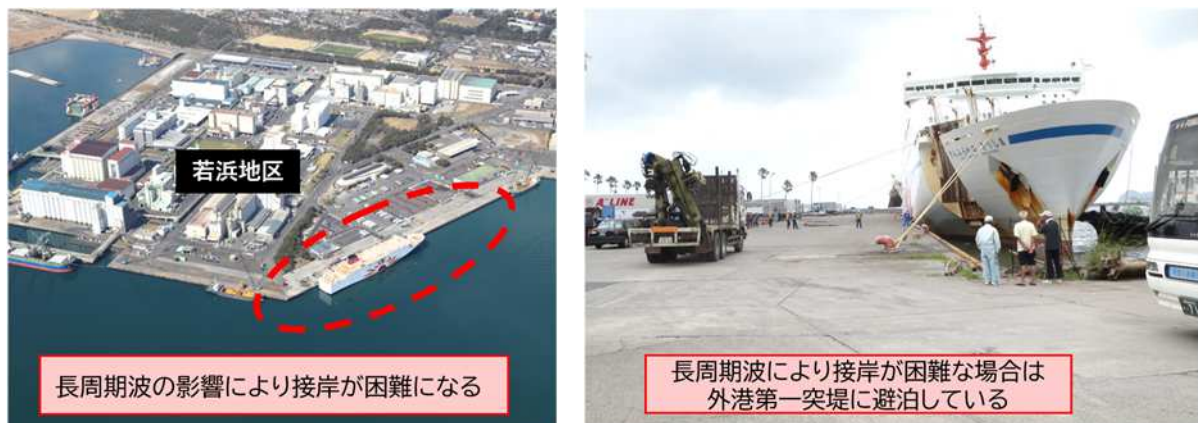 若浜地区
長周期波の影響により接岸が困難になる
A LINE
長周期波により接岸が困難な場合は
外港第一突堤に避泊している